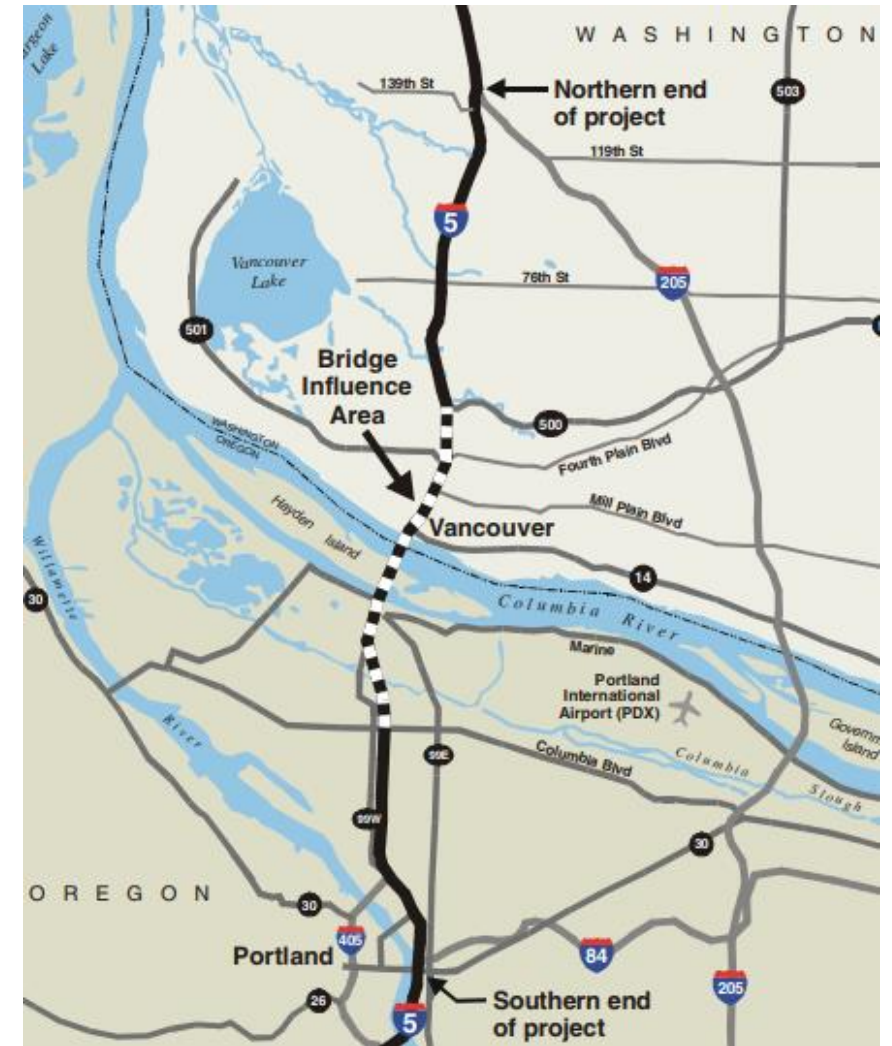 WASHINGTON
Lake
139th St
Northern end
of project
503
119th St
5
Vancouver
Lake
76th St
205
501
Bridge
Influence
Area
500
WASHINGTON
OREGON
Fourth Plain Blvd
Hayden
Island
Mill Plain Blvd
Vancouver
Willamette
14
30
Columbia River
Marine
Portland
International
Airport (PDX)
River
Island
99E
Columbia Blvd
Columbia
Slough
99W
30
OREGON
30
405
Portland
84
205
26
Southern end
of project
5